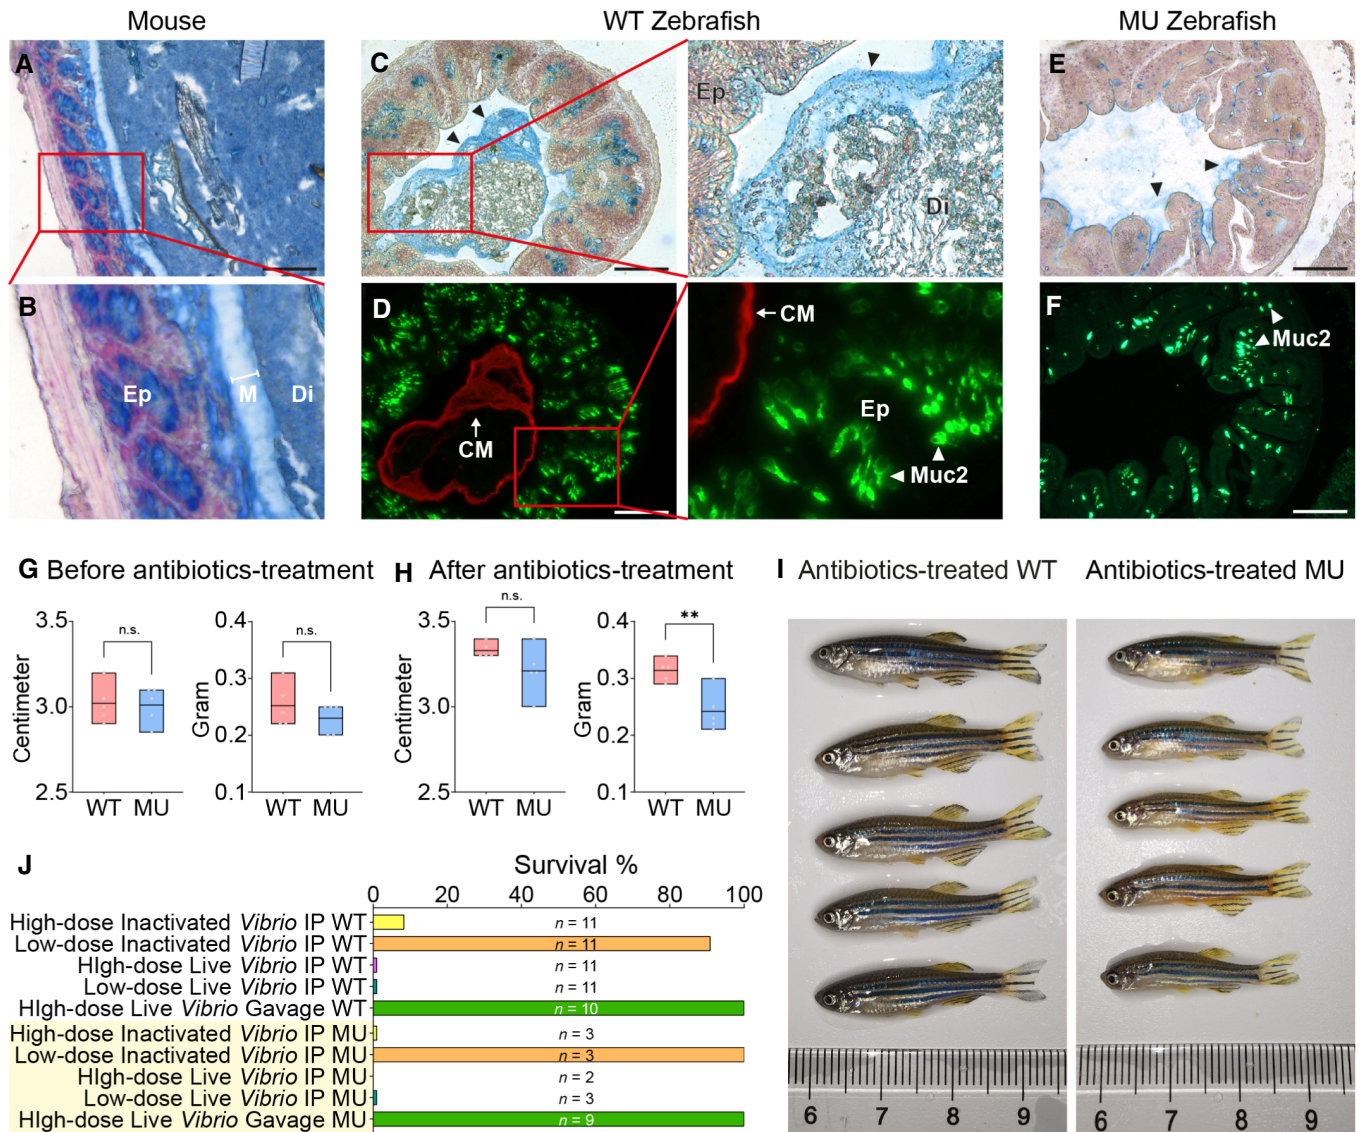 Mouse
WT Zebrafish
MU Zebrafish
A
B
Ep
M
Di
C
Ep
Di
D
CM
CM
Ep
Muc2
E
F
Muc2
G Before antibiotics-treatment
Centimeter
3.5
3.0
2.5
n.s.
WT MU
Gram
0.4
0.3
0.2
0.1
n.s.
WT MU
H After antibiotics-treatment
Centimeter
3.5
3.0
2.5
n.s.
WT MU
Gram
0.4
0.3
0.2
0.1
**
WT MU
I Antibiotics-treated WT
Antibiotics-treated MU
6 7 8 9
6 7 8 9
J
Survival %
0 20 40 60 80 100
High-dose Inactivated Vibrio IP WT n = 11
Low-dose Inactivated Vibrio IP WT n = 11
HIgh-dose Live Vibrio IP WT n = 11
Low-dose Live Vibrio IP WT n = 11
HIgh-dose Live Vibrio Gavage WT n = 10
High-dose Inactivated Vibrio IP MU n = 3
Low-dose Inactivated Vibrio IP MU n = 3
HIgh-dose Live Vibrio IP MU n = 2
Low-dose Live Vibrio IP MU n = 3
HIgh-dose Live Vibrio Gavage MU n = 9